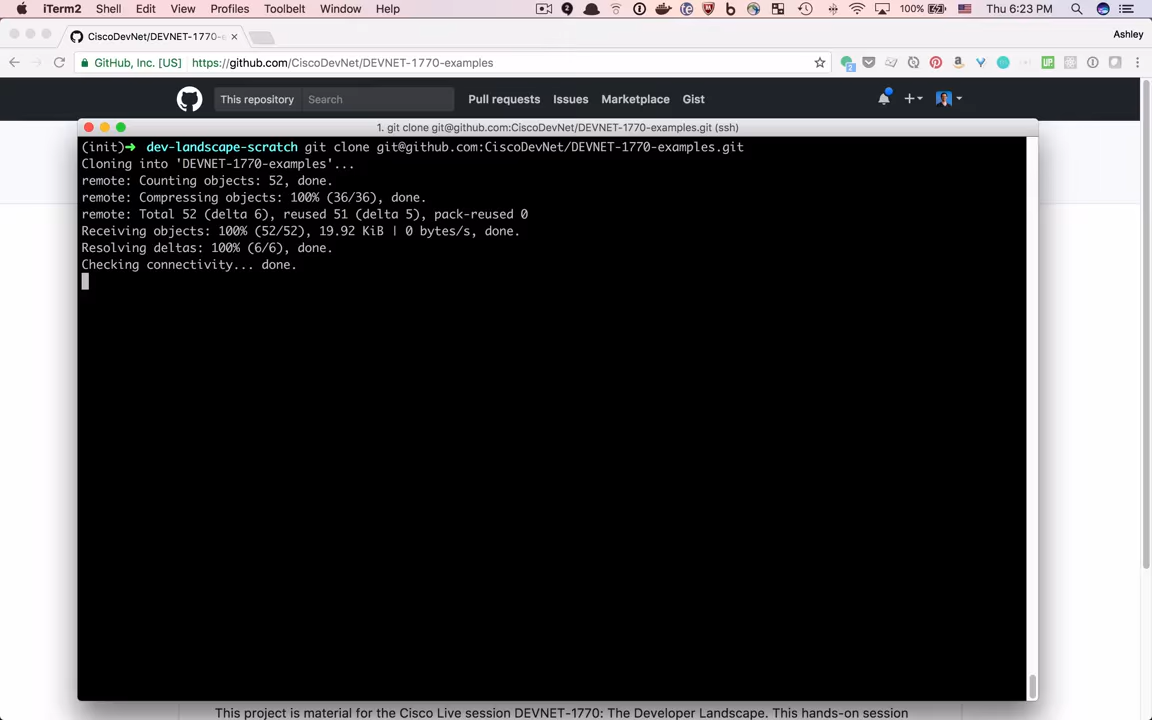 iTerm2 Shell Edit View Profiles Toolbelt Window Help 100% Thu 6:23 PM
CiscoDevNet/DEVNET-1770-e
Ashley
GitHub, Inc. [US] https://github.com/CiscoDevNet/DEVNET-1770-examples
This repository Search Pull requests Issues Marketplace Gist
1. git clone git@github.com:CiscoDevNet/DEVNET-1770-examples.git (ssh)
(init)➜ dev-landscape-scratch git clone git@github.com:CiscoDevNet/DEVNET-1770-examples.git
Cloning into 'DEVNET-1770-examples'...
remote: Counting objects: 52, done.
remote: Compressing objects: 100% (36/36), done.
remote: Total 52 (delta 6), reused 51 (delta 5), pack-reused 0
Receiving objects: 100% (52/52), 19.92 KiB | 0 bytes/s, done.
Resolving deltas: 100% (6/6), done.
Checking connectivity... done.
This project is material for the Cisco Live session DEVNET-1770: The Developer Landscape. This hands-on session